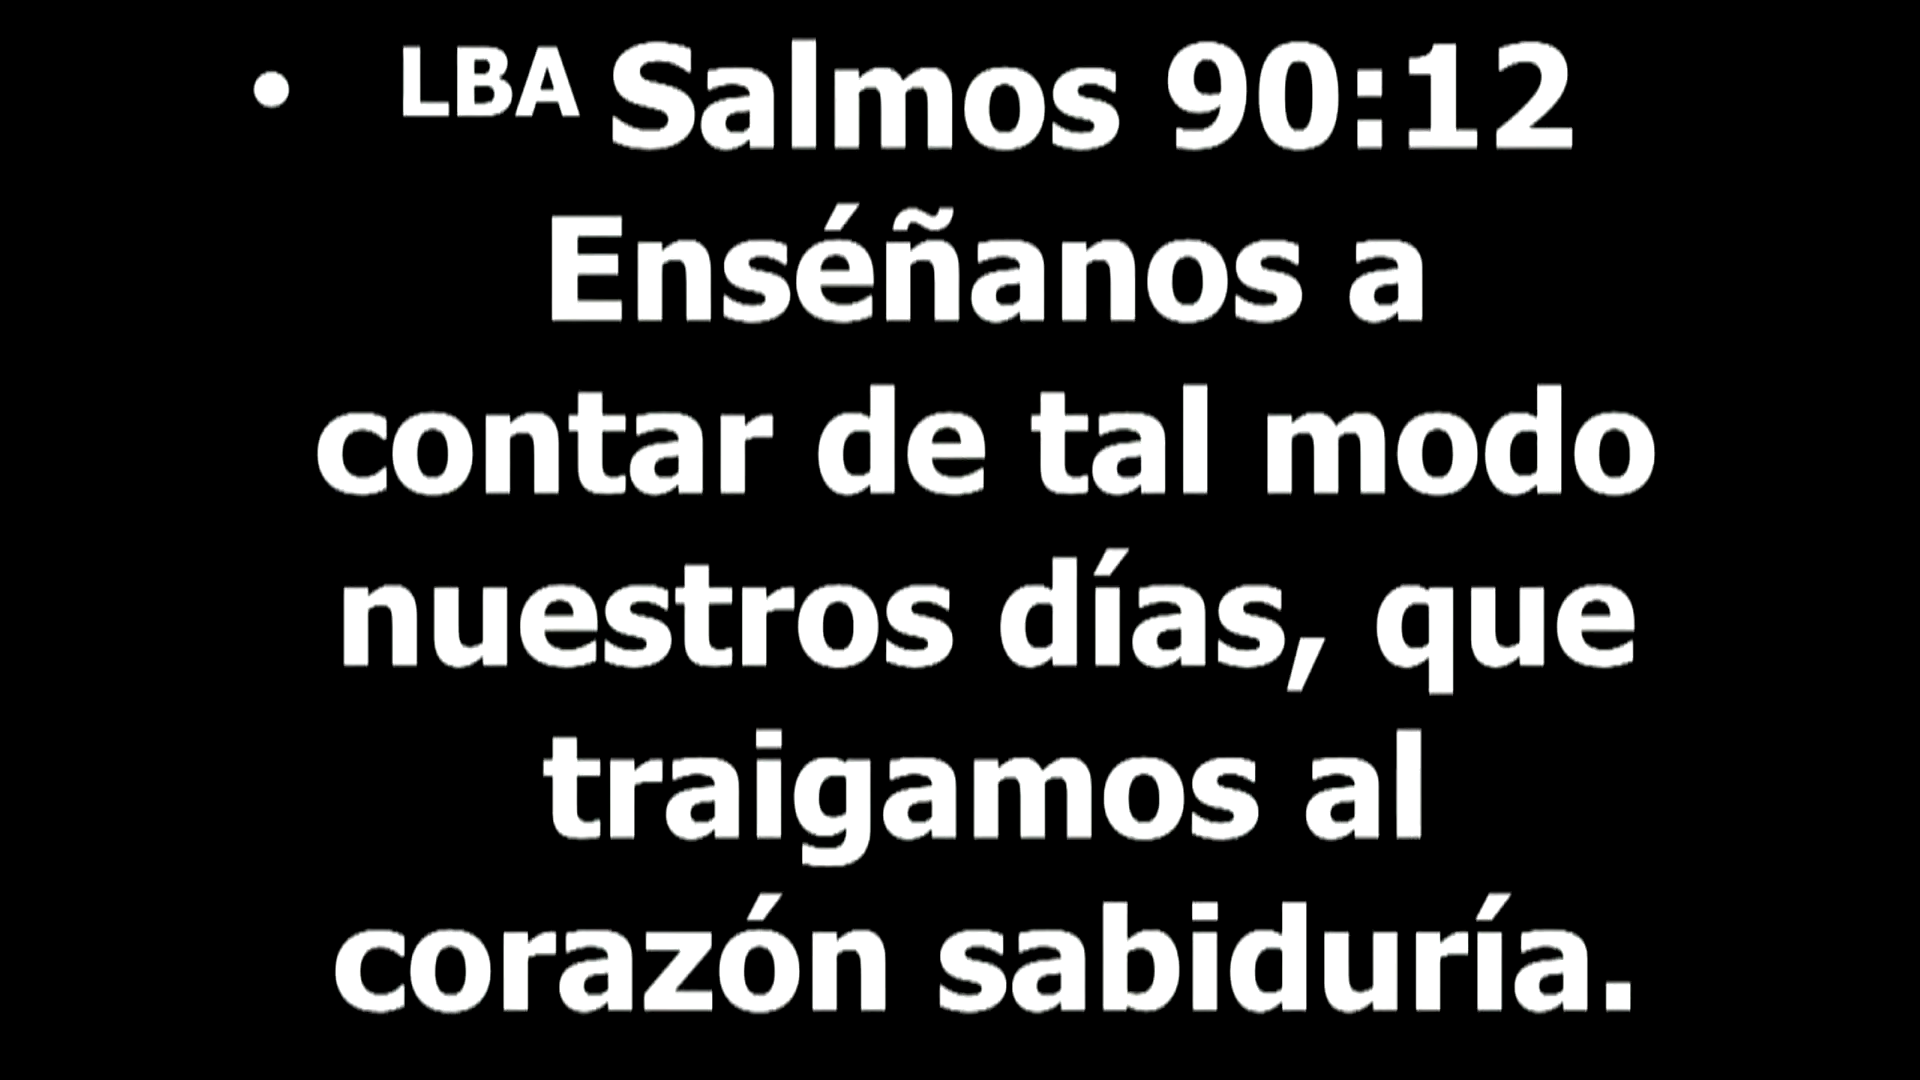 • LBA Salmos 90:12
Enséñanos a
contar de tal modo
nuestros días, que
traigamos al
corazón sabiduría.